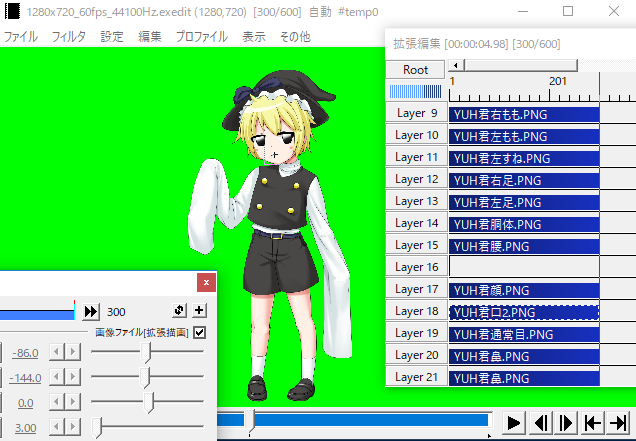 1280x720_60fps_44100Hz.exedit (1280,720) [300/600] 自動 #temp0
ファイル フィルタ 設定 編集 プロファイル 表示 その他
拡張編集 [00:00:04.98] [300/600]
Root
1 201
Layer 9 YUH君右もも.PNG
Layer 10 YUH君左もも.PNG
Layer 11 YUH君左すね.PNG
Layer 12 YUH君右足.PNG
Layer 13 YUH君左足.PNG
Layer 14 YUH君胴体.PNG
Layer 15 YUH君腰.PNG
Layer 16
Layer 17 YUH君顔.PNG
Layer 18 YUH君口2.PNG
Layer 19 YUH君通常目.PNG
Layer 20 YUH君鼻.PNG
Layer 21 YUH君鼻.PNG
300
画像ファイル[拡張描画]
-86.0
-144.0
0.0
3.00